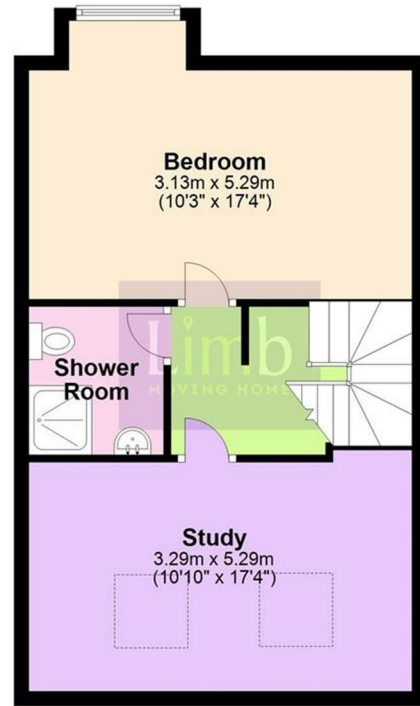 Bedroom
3.13m x 5.29m
(10'3" x 17'4")
Limb
MOVING HOME
Shower
Room
Study
3.29m x 5.29m
(10'10" x 17'4")